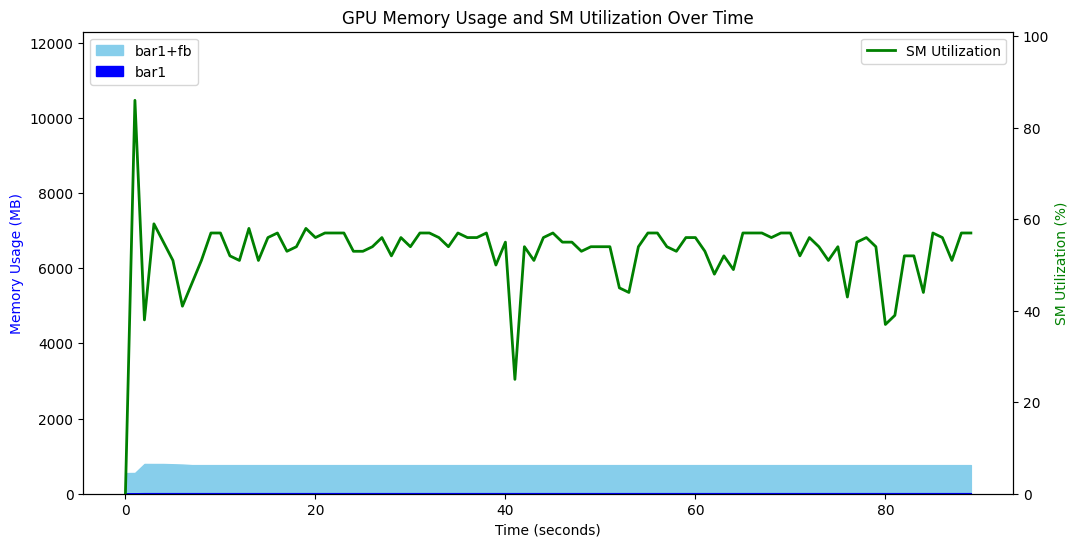 GPU Memory Usage and SM Utilization Over Time
bar1+fb
bar1
SM Utilization
Memory Usage (MB)
12000
10000
8000
6000
4000
2000
0
SM Utilization (%)
100
80
60
40
20
0
0 20 40 60 80
Time (seconds)